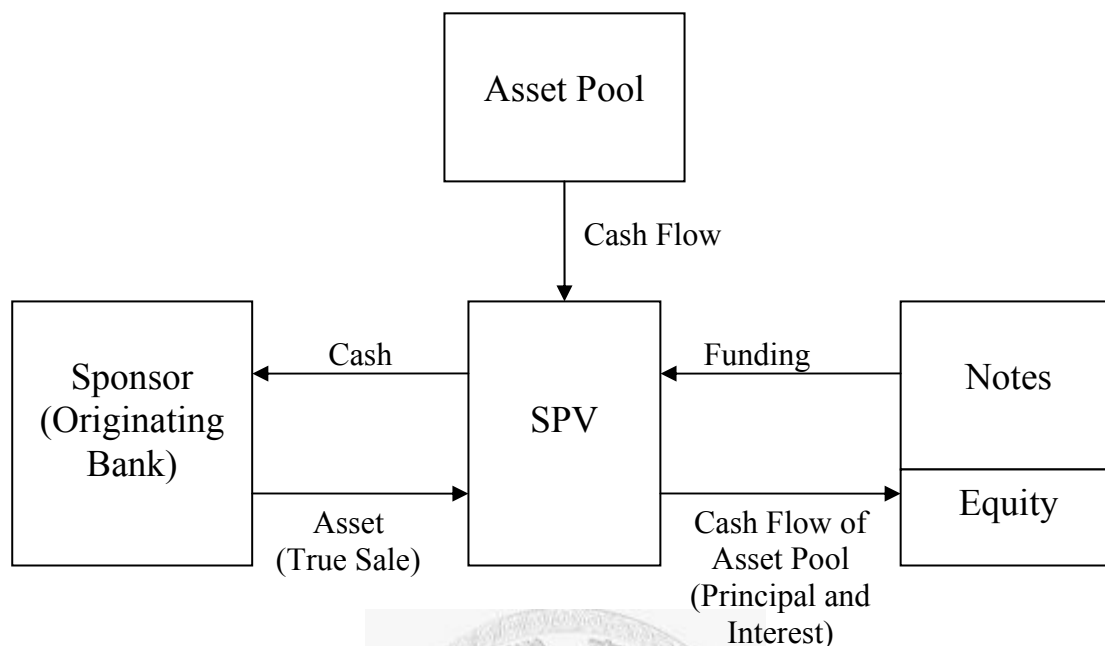 Asset Pool
Cash Flow
Sponsor
(Originating
Bank)
Cash
Asset
(True Sale)
SPV
Funding
Cash Flow of
Asset Pool
(Principal and
Interest)
Notes
Equity